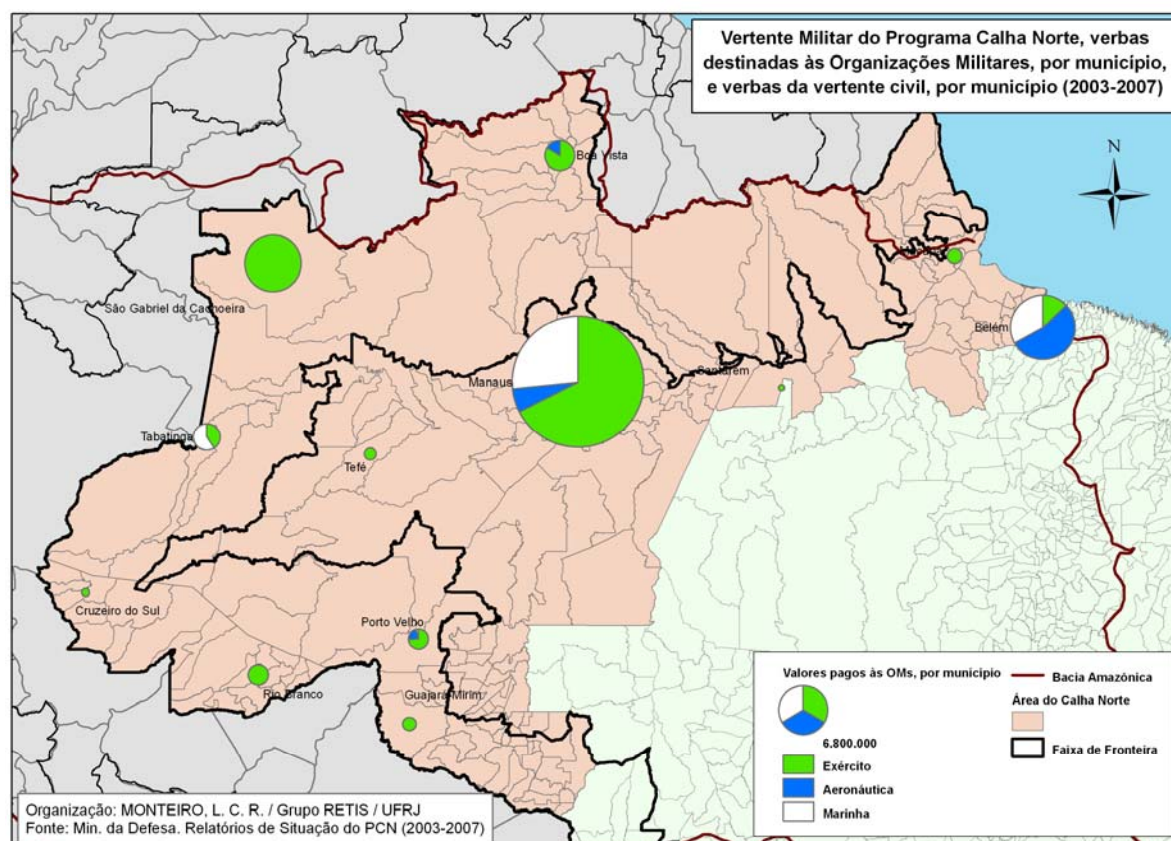 Vertente Militar do Programa Calha Norte, verbas
destinadas às Organizações Militares, por município,
e verbas da vertente civil, por município (2003-2007)
N
Boa Vista
São Gabriel da Cachoeira
Belém
Manaus
Santarém
Tabatinga
Tefé
Cruzeiro do Sul
Porto Velho
Rio Branco
Guajará-Mirim
Valores pagos às OMs, por município
6.800.000
Exército
Aeronáutica
Marinha
Bacia Amazônica
Área do Calha Norte
Faixa de Fronteira
Organização: MONTEIRO, L. C. R. / Grupo RETIS / UFRJ
Fonte: Min. da Defesa. Relatórios de Situação do PCN (2003-2007)